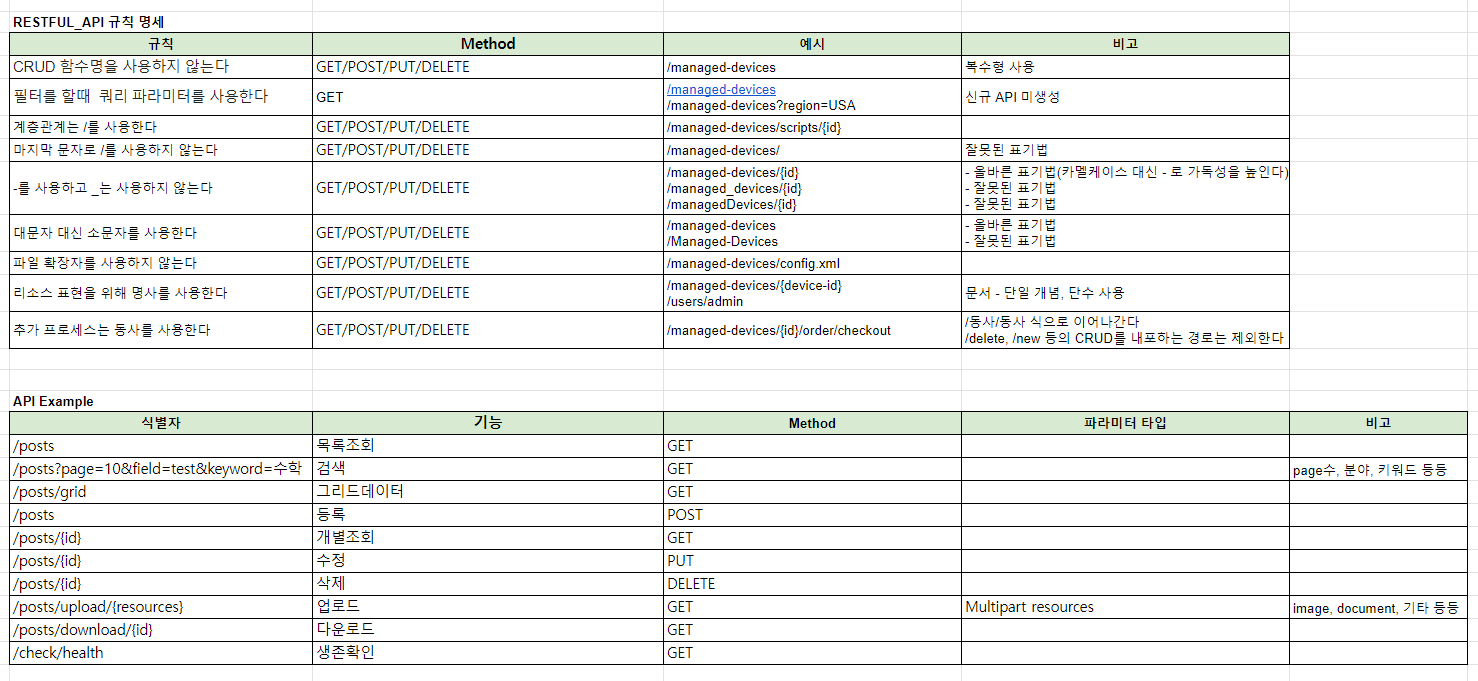 RESTFUL_API 규칙 명세
규칙 Method 예시 비고
CRUD 함수명을 사용하지 않는다 GET/POST/PUT/DELETE /managed-devices 복수형 사용
필터를 할때 쿼리 파라미터를 사용한다 GET /managed-devices 신규 API 미생성
/managed-devices?region=USA
계층관계는 /를 사용한다 GET/POST/PUT/DELETE /managed-devices/scripts/{id}
마지막 문자로 /를 사용하지 않는다 GET/POST/PUT/DELETE /managed-devices/ 잘못된 표기법
-를 사용하고 _는 사용하지 않는다 GET/POST/PUT/DELETE /managed-devices/{id} - 올바른 표기법(카멜케이스 대신 - 로 가독성을 높인다)
/managed_devices/{id} - 잘못된 표기법
/managedDevices/{id} - 잘못된 표기법
대문자 대신 소문자를 사용한다 GET/POST/PUT/DELETE /managed-devices - 올바른 표기법
/Managed-Devices - 잘못된 표기법
파일 확장자를 사용하지 않는다 GET/POST/PUT/DELETE /managed-devices/config.xml
리소스 표현을 위해 명사를 사용한다 GET/POST/PUT/DELETE /managed-devices/{device-id} 문서 - 단일 개념, 단수 사용
/users/admin
추가 프로세스는 동사를 사용한다 GET/POST/PUT/DELETE /managed-devices/{id}/order/checkout /동사/동사 식으로 이어나간다
/delete, /new 등의 CRUD를 내포하는 경로는 제외한다
API Example
식별자 기능 Method 파라미터 타입 비고
/posts 목록조회 GET
/posts?page=10&field=test&keyword=수학 검색 GET page수, 분야, 키워드 등등
/posts/grid 그리드데이터 GET
/posts 등록 POST
/posts/{id} 개별조회 GET
/posts/{id} 수정 PUT
/posts/{id} 삭제 DELETE
/posts/upload/{resources} 업로드 GET Multipart resources image, document, 기타 등등
/posts/download/{id} 다운로드 GET
/check/health 생존확인 GET